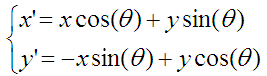 x' = x cos(θ) + y sin(θ)
y' = −x sin(θ) + y cos(θ)